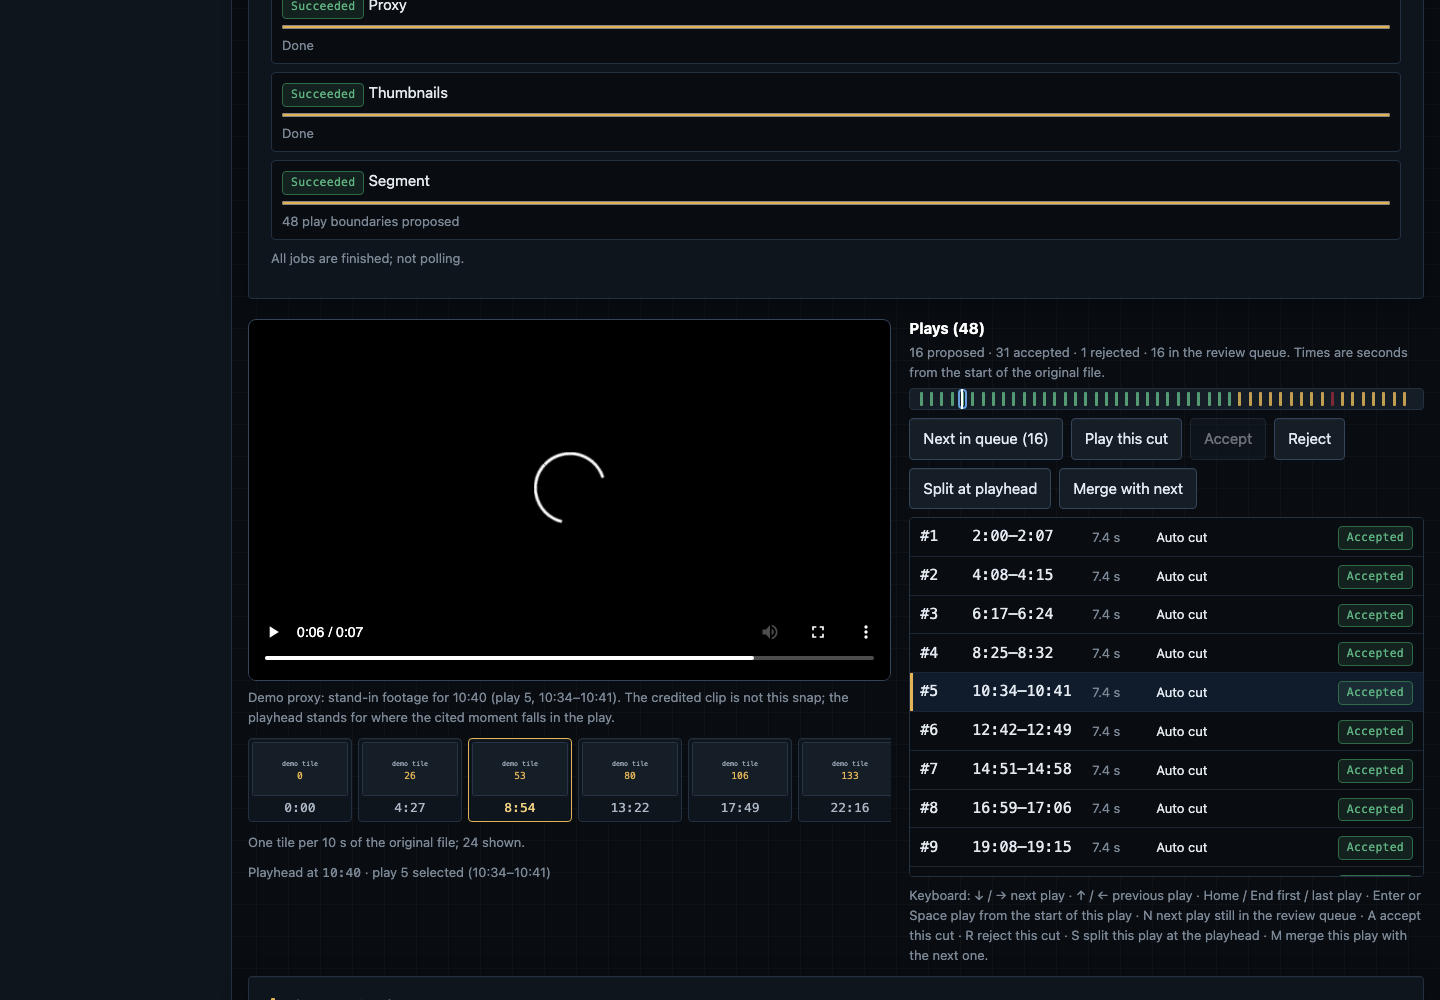 Succeeded Proxy
Done
Succeeded Thumbnails
Done
Succeeded Segment
48 play boundaries proposed
All jobs are finished; not polling.
0:06 / 0:07
Demo proxy: stand-in footage for 10:40 (play 5, 10:34–10:41). The credited clip is not this snap; the
playhead stands for where the cited moment falls in the play.
demo tile
0
0:00
demo tile
26
4:27
demo tile
53
8:54
demo tile
80
13:22
demo tile
106
17:49
demo tile
133
22:16
One tile per 10 s of the original file; 24 shown.
Playhead at 10:40 · play 5 selected (10:34–10:41)
Plays (48)
16 proposed · 31 accepted · 1 rejected · 16 in the review queue. Times are seconds
from the start of the original file.
Next in queue (16) Play this cut Accept Reject
Split at playhead Merge with next
#1 2:00–2:07 7.4 s Auto cut Accepted
#2 4:08–4:15 7.4 s Auto cut Accepted
#3 6:17–6:24 7.4 s Auto cut Accepted
#4 8:25–8:32 7.4 s Auto cut Accepted
#5 10:34–10:41 7.4 s Auto cut Accepted
#6 12:42–12:49 7.4 s Auto cut Accepted
#7 14:51–14:58 7.4 s Auto cut Accepted
#8 16:59–17:06 7.4 s Auto cut Accepted
#9 19:08–19:15 7.4 s Auto cut Accepted
Keyboard: ↓ / → next play · ↑ / ← previous play · Home / End first / last play · Enter or
Space play from the start of this play · N next play still in the review queue · A accept
this cut · R reject this cut · S split this play at the playhead · M merge this play with
the next one.